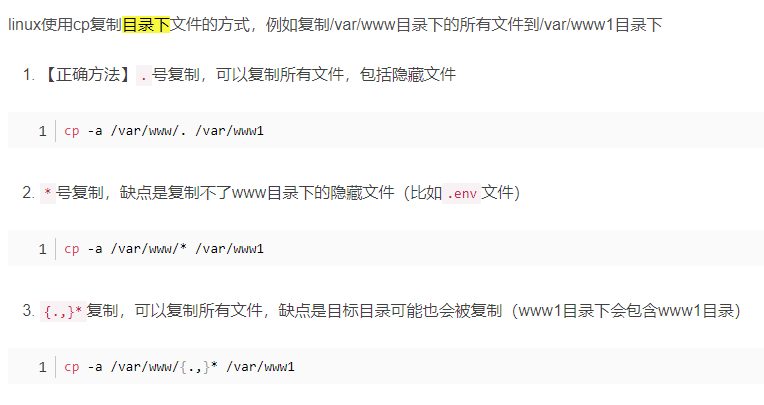 linux使用cp复制目录下文件的方式，例如复制/var/www目录下的所有文件到/var/www1目录下
1. 【正确方法】.号复制，可以复制所有文件，包括隐藏文件
1 cp -a /var/www/. /var/www1
2. *号复制，缺点是复制不了www目录下的隐藏文件（比如.env文件）
1 cp -a /var/www/* /var/www1
3. {.,}*复制，可以复制所有文件，缺点是目标目录可能也会被复制（www1目录下会包含www1目录）
1 cp -a /var/www/{.,}* /var/www1